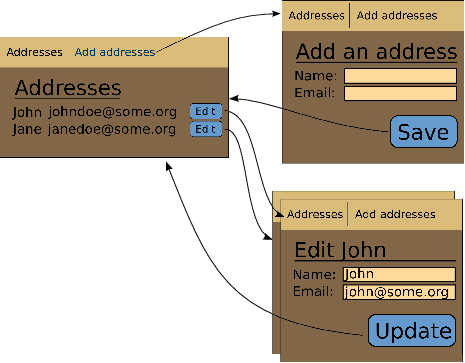 Addresses Add addresses
Addresses
John johndoe@some.org Edit
Jane janedoe@some.org Edit
Addresses Add addresses
Add an address
Name:
Email:
Save
Addresses Add addresses
Edit John
Name: John
Email: john@some.org
Update